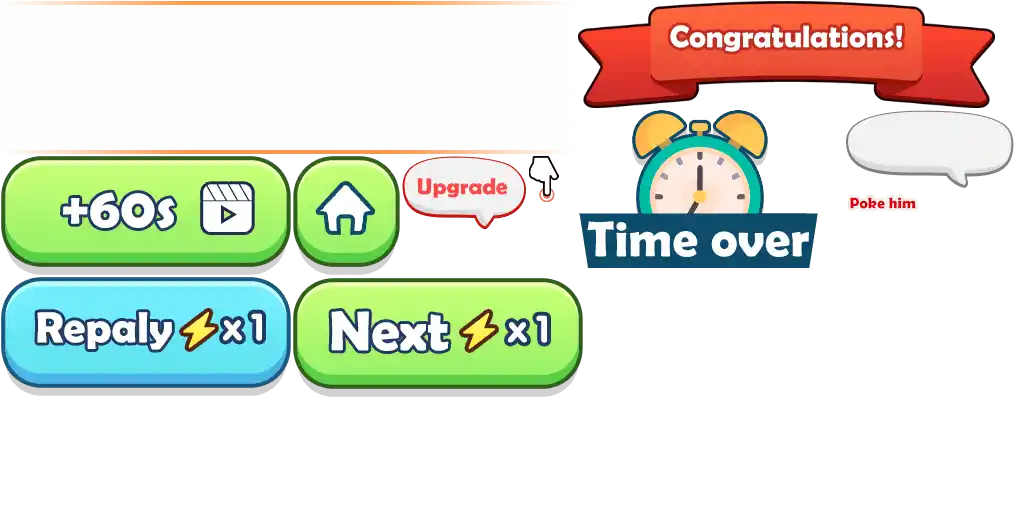 Congratulations!
+60s
Upgrade
Poke him
Time over
Repaly x1
Next x1